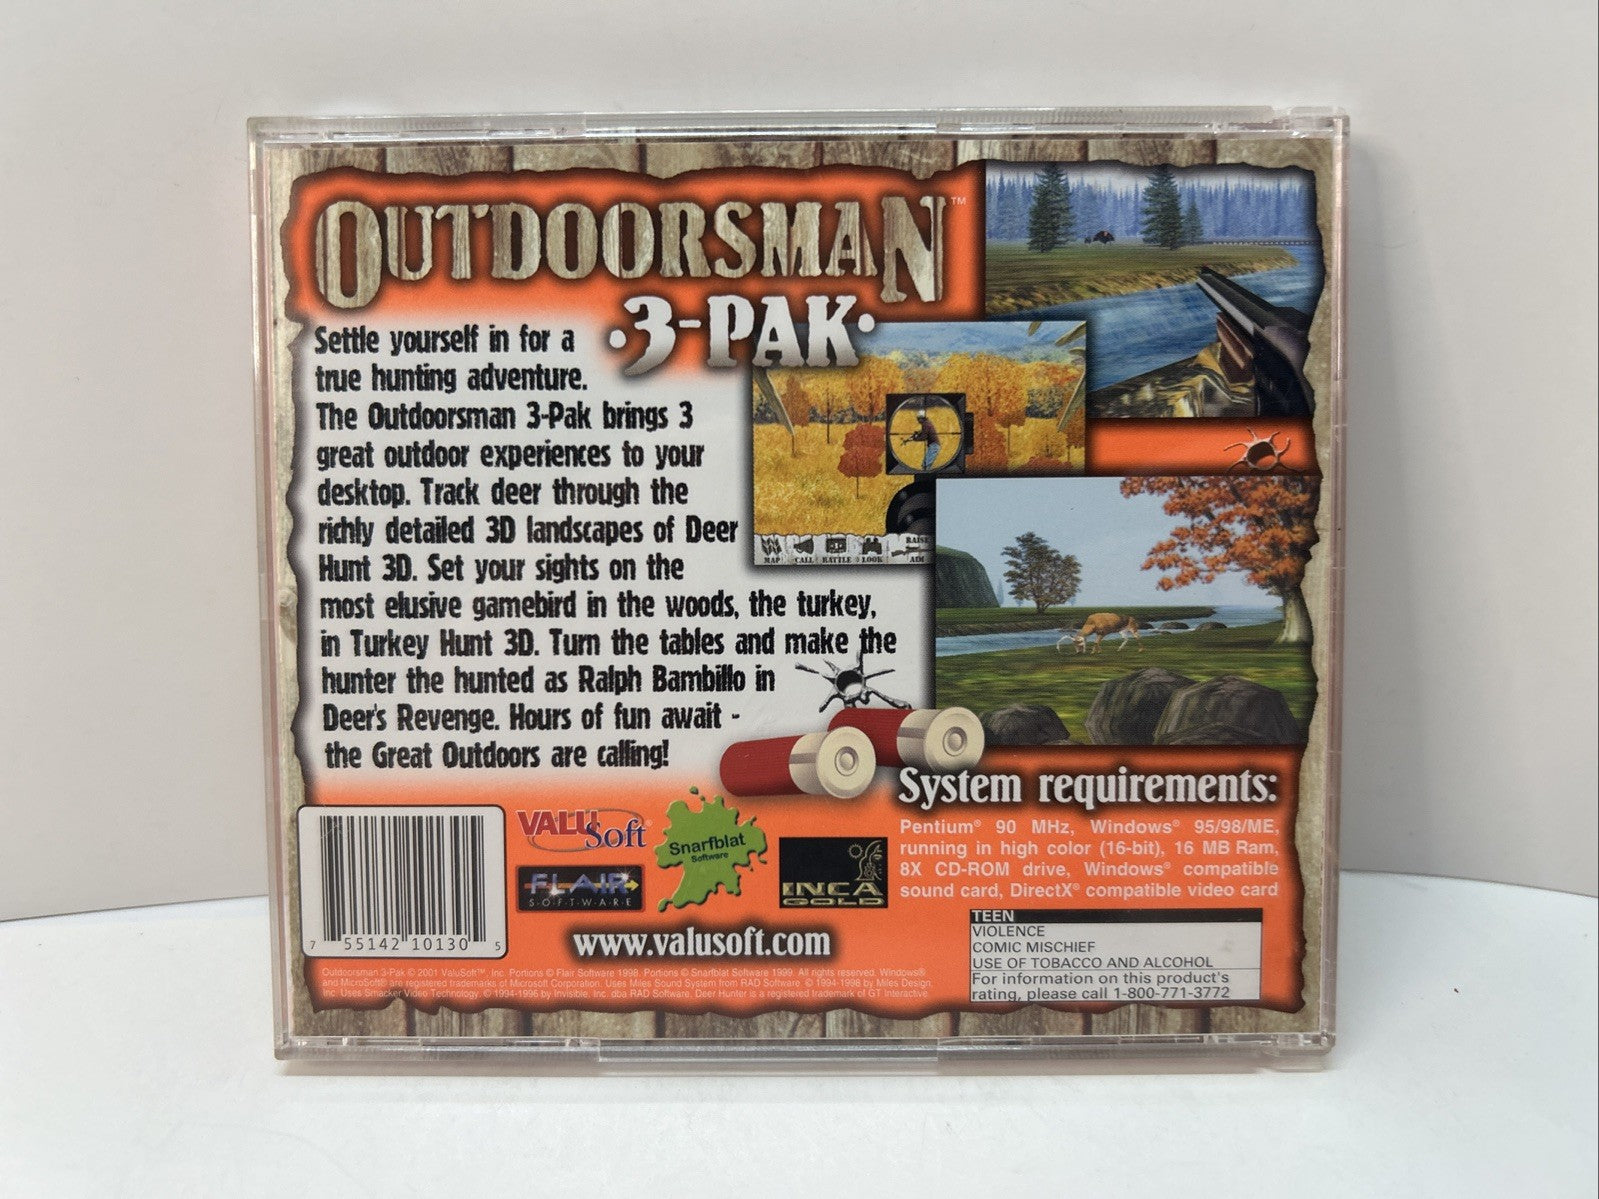 OUTDOORSMAN™
·3-PAK·
Settle yourself in for a
true hunting adventure.
The Outdoorsman 3-Pak brings 3
great outdoor experiences to your
desktop. Track deer through the
richly detailed 3D landscapes of Deer
Hunt 3D. Set your sights on the
most elusive gamebird in the woods, the turkey,
in Turkey Hunt 3D. Turn the tables and make the
hunter the hunted as Ralph Bambillo in
Deer's Revenge. Hours of fun await -
the Great Outdoors are calling!
RAISE
MAP CALL RATTLE LOOK AIM
System requirements:
Pentium® 90 MHz, Windows® 95/98/ME,
running in high color (16-bit), 16 MB Ram,
8X CD-ROM drive, Windows® compatible
sound card, DirectX® compatible video card
VALUSoft®
Snarfblat
Software
FLAIR
SOFTWARE
INCA
GOLD
www.valusoft.com
7 55142 10130 5
TEEN
VIOLENCE
COMIC MISCHIEF
USE OF TOBACCO AND ALCOHOL
For information on this product's
rating, please call 1-800-771-3772
Outdoorsman 3-Pak © 2001 ValuSoft™, Inc. Portions © Flair Software 1998. Portions © Snarfblat Software 1999. All rights reserved. Windows®
and MicroSoft® are registered trademarks of Microsoft Corporation. Uses Miles Sound System from RAD Software. © 1994-1998 by Miles Design,
Inc. Uses Smacker Video Technology. © 1994-1996 by Invisible, Inc. dba RAD Software. Deer Hunter is a registered trademark of GT Interactive